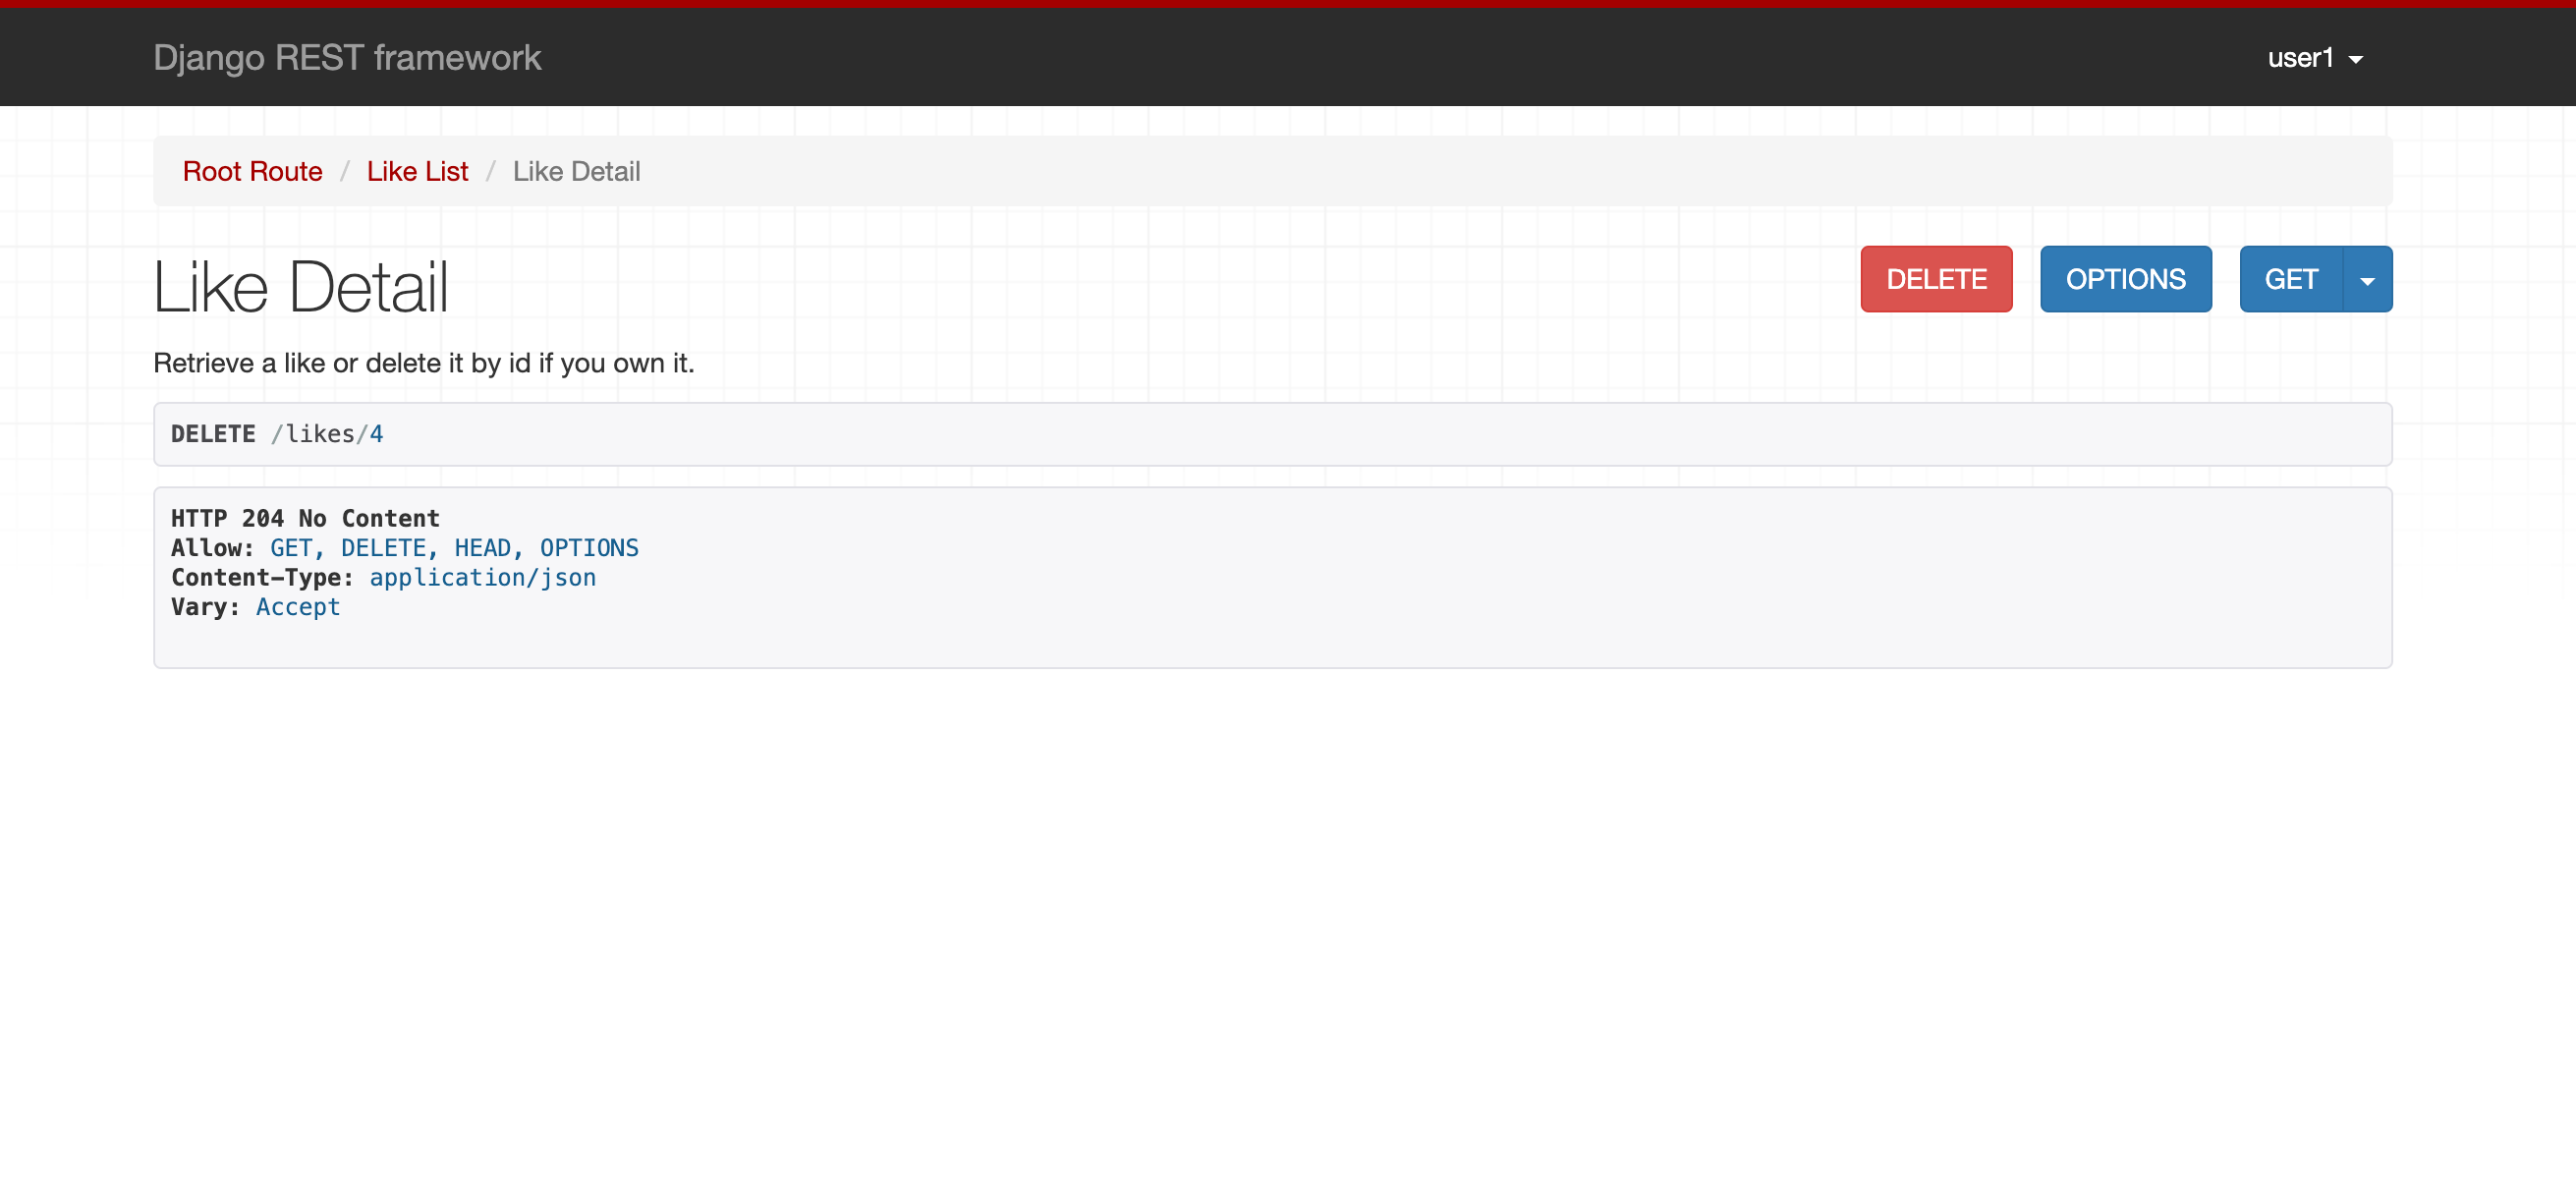 Django REST framework
user1
Root Route / Like List / Like Detail
Like Detail
DELETE
OPTIONS
GET
Retrieve a like or delete it by id if you own it.
DELETE /likes/4
HTTP 204 No Content
Allow: GET, DELETE, HEAD, OPTIONS
Content-Type: application/json
Vary: Accept